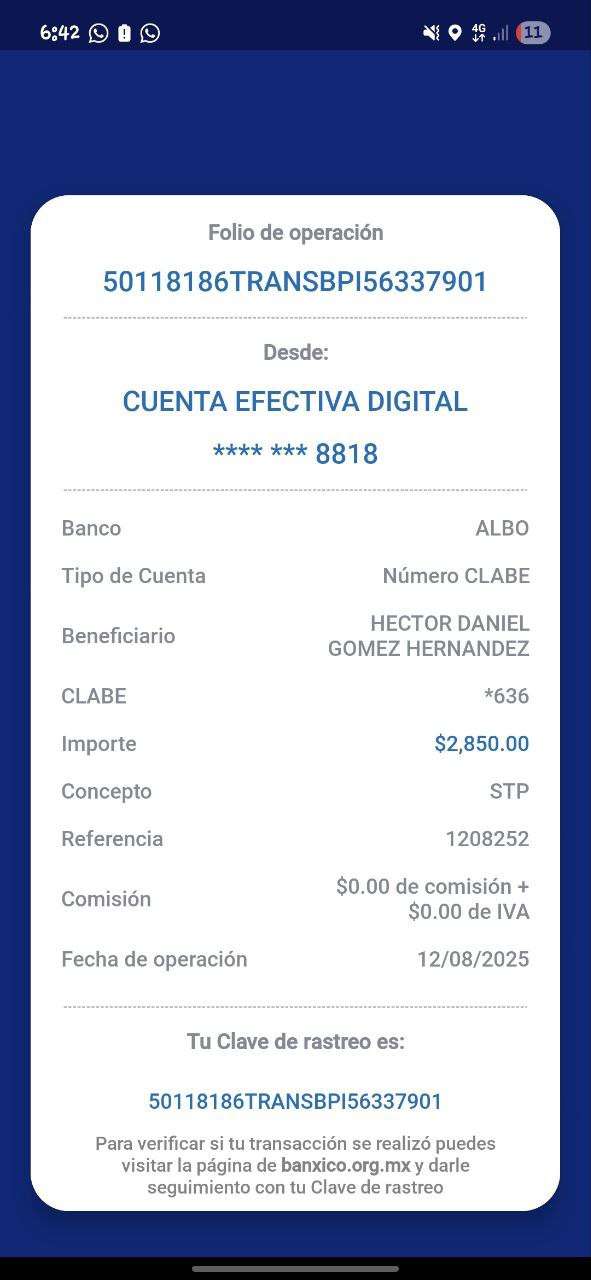 6:42
4G
11
Folio de operación
50118186TRANSBPI56337901
Desde:
CUENTA EFECTIVA DIGITAL
**** *** 8818
Banco ALBO
Tipo de Cuenta Número CLABE
Beneficiario HECTOR DANIEL
GOMEZ HERNANDEZ
CLABE *636
Importe $2,850.00
Concepto STP
Referencia 1208252
Comisión $0.00 de comisión +
$0.00 de IVA
Fecha de operación 12/08/2025
Tu Clave de rastreo es:
50118186TRANSBPI56337901
Para verificar si tu transacción se realizó puedes
visitar la página de banxico.org.mx y darle
seguimiento con tu Clave de rastreo